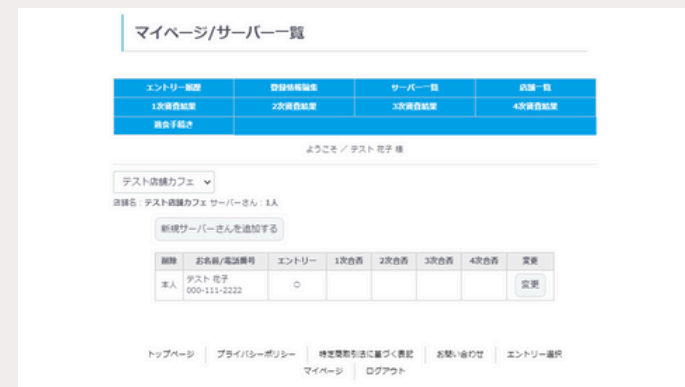 マイページ/サーバー一覧
エントリー履歴 登録情報編集 サーバー一覧 店舗一覧
1次審査結果 2次審査結果 3次審査結果 4次審査結果
退会手続き
ようこそ / テスト 花子 様
テスト店舗カフェ
店舗名 : テスト店舗カフェ サーバーさん : 1人
新規サーバーさんを追加する
削除 お名前/電話番号 エントリー 1次合否 2次合否 3次合否 4次合否 変更
本人 テスト 花子 ○ 変更
000-111-2222
トップページ プライバシーポリシー 特定商取引法に基づく表記 お問い合わせ エントリー選択
マイページ ログアウト